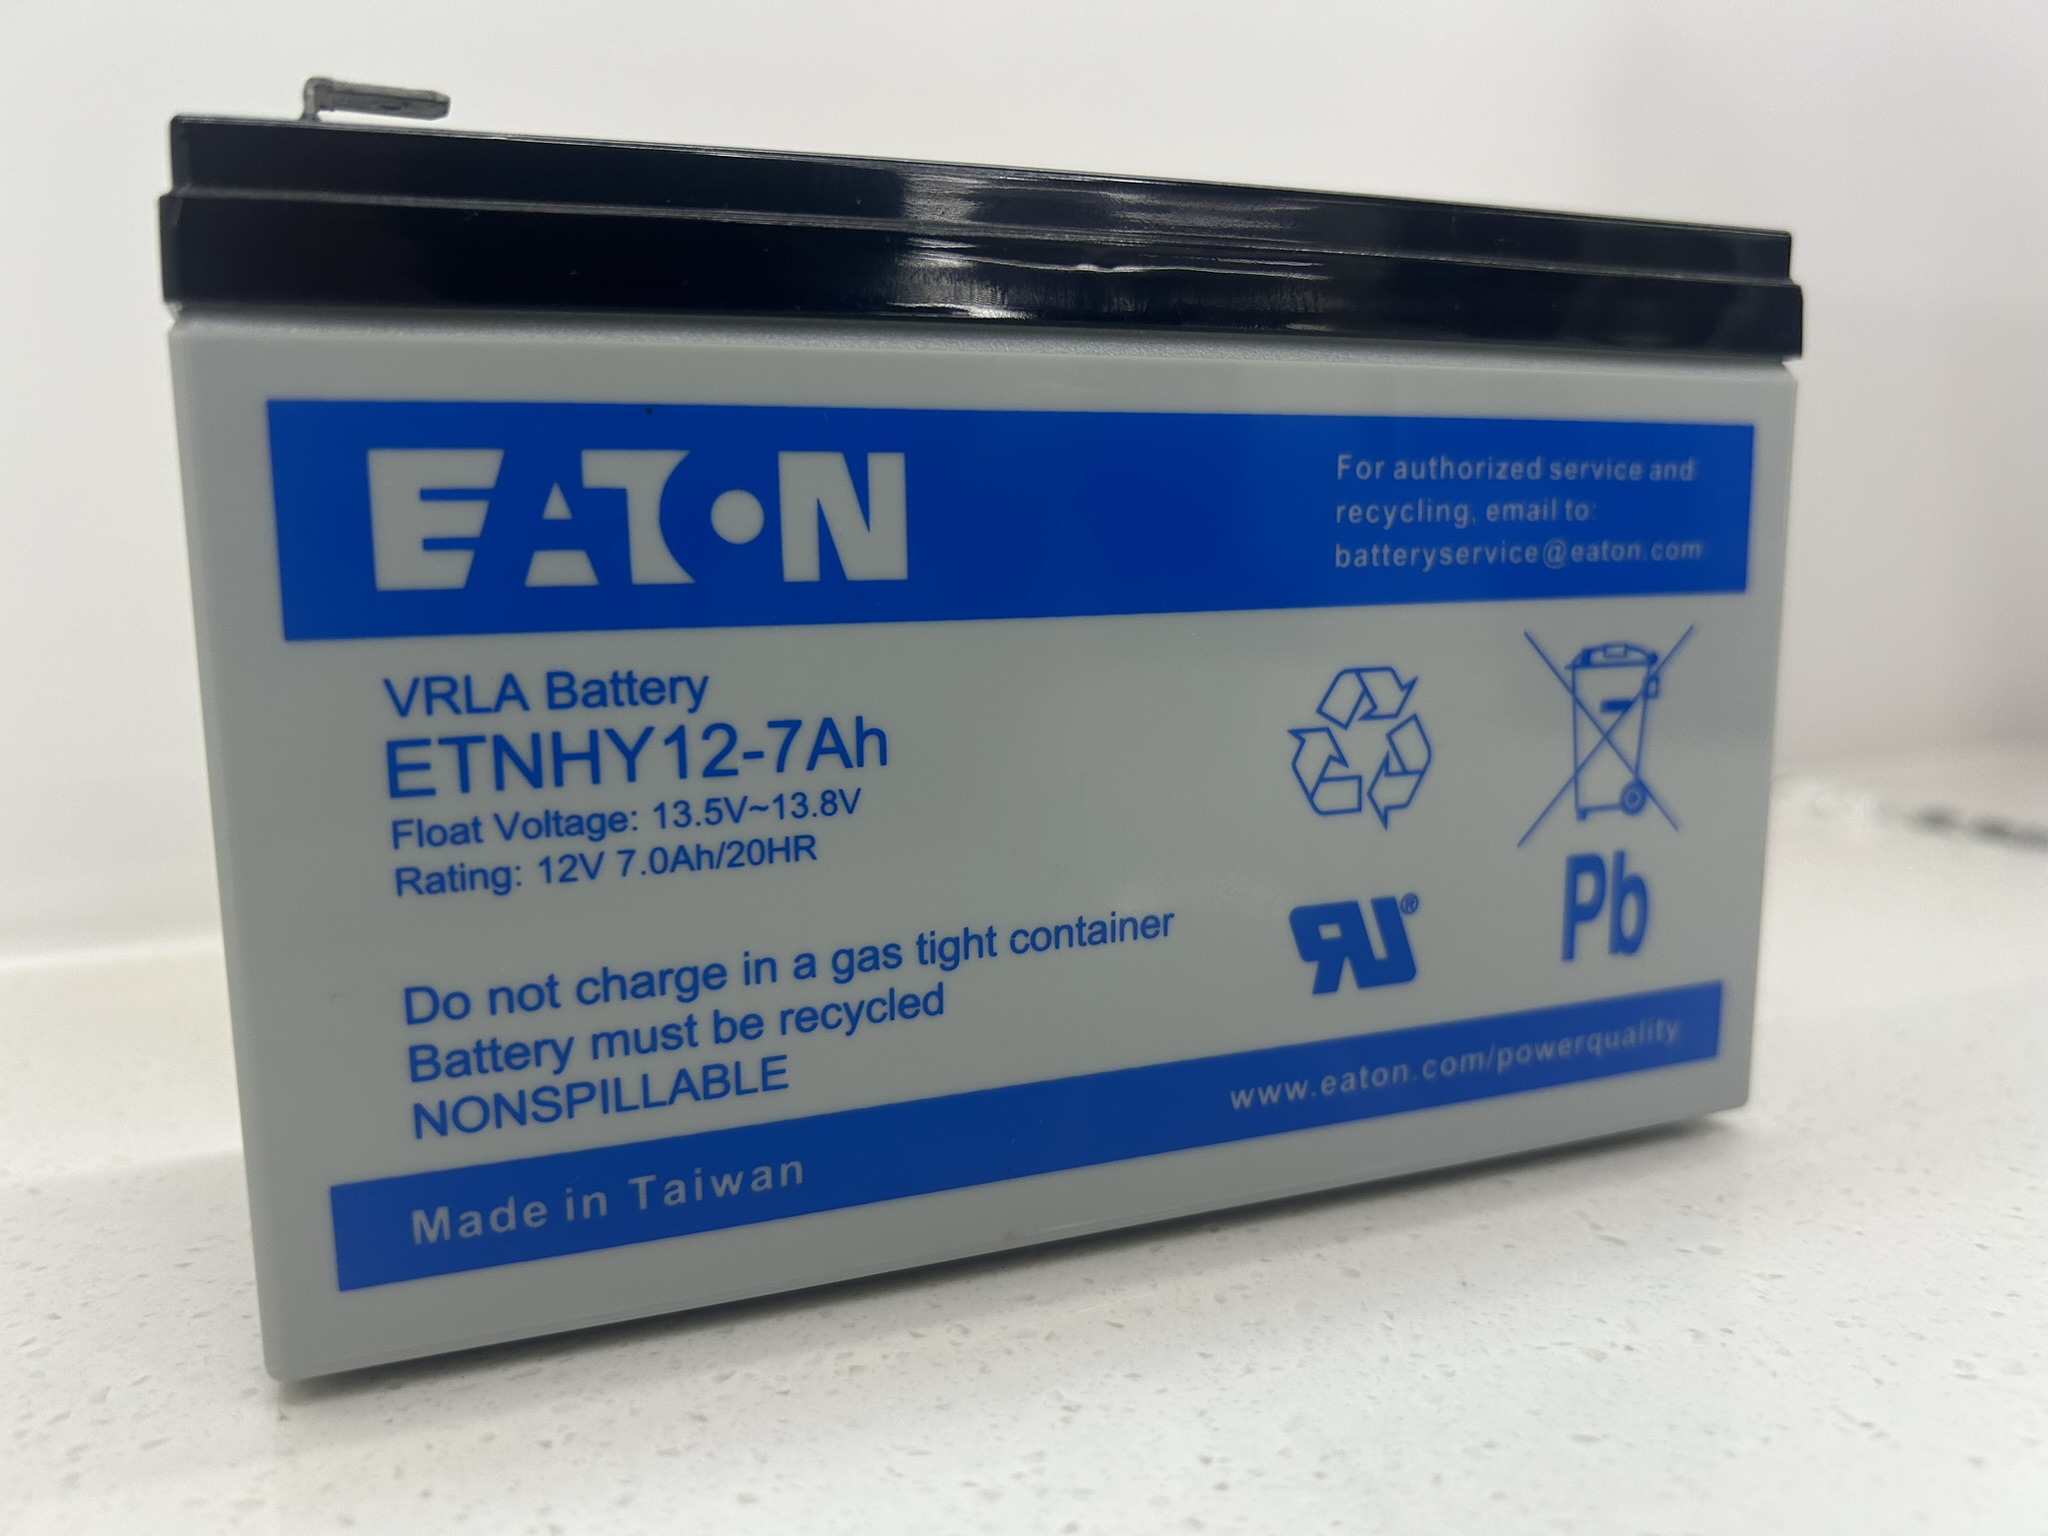 EATON
For authorized service and
recycling, email to:
batteryservice@eaton.com
VRLA Battery
ETNHY12-7Ah
Float Voltage: 13.5V~13.8V
Rating: 12V 7.0Ah/20HR
Do not charge in a gas tight container
Battery must be recycled
NONSPILLABLE
RU®
Pb
www.eaton.com/powerquality
Made in Taiwan